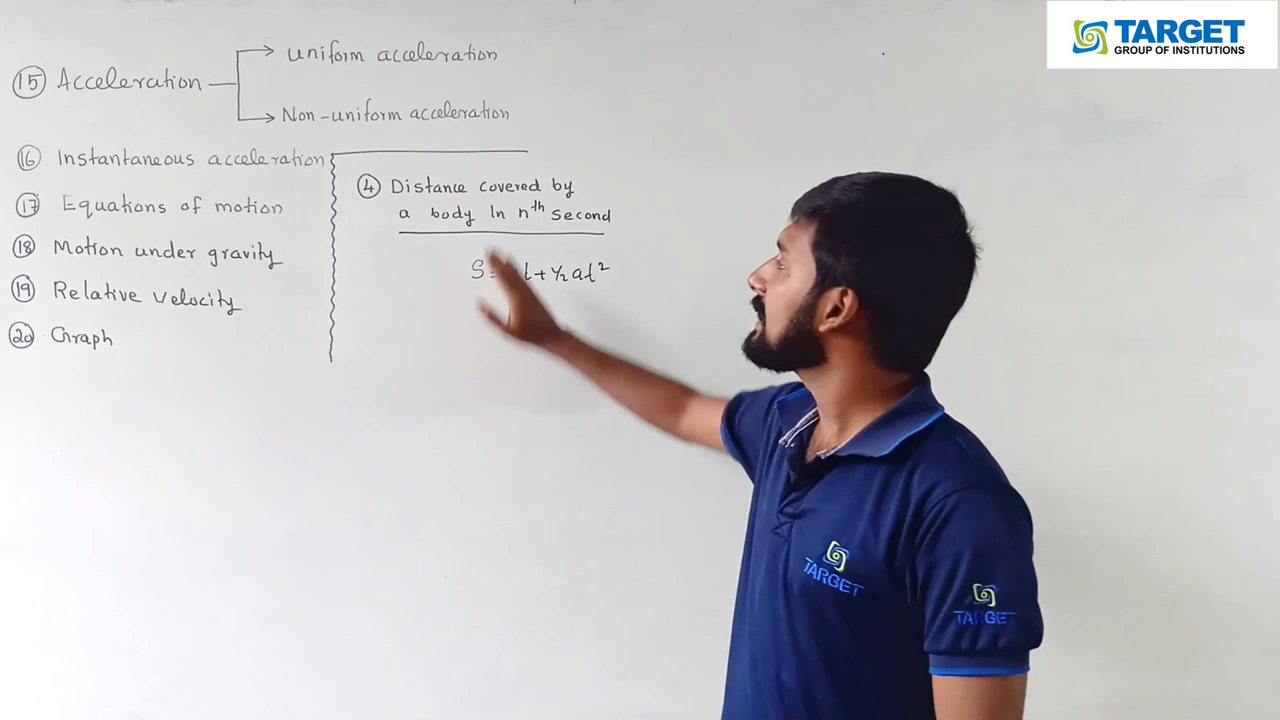 TARGET
GROUP OF INSTITUTIONS
⑮ Acceleration
→ Uniform acceleration
→ Non-uniform acceleration
⑯ Instantaneous acceleration
⑰ Equations of motion
⑱ Motion under gravity
⑲ Relative velocity
⑳ Graph
④ Distance covered by
a body In nth second
S = t + 1/2 at²
TARGET
TARGET